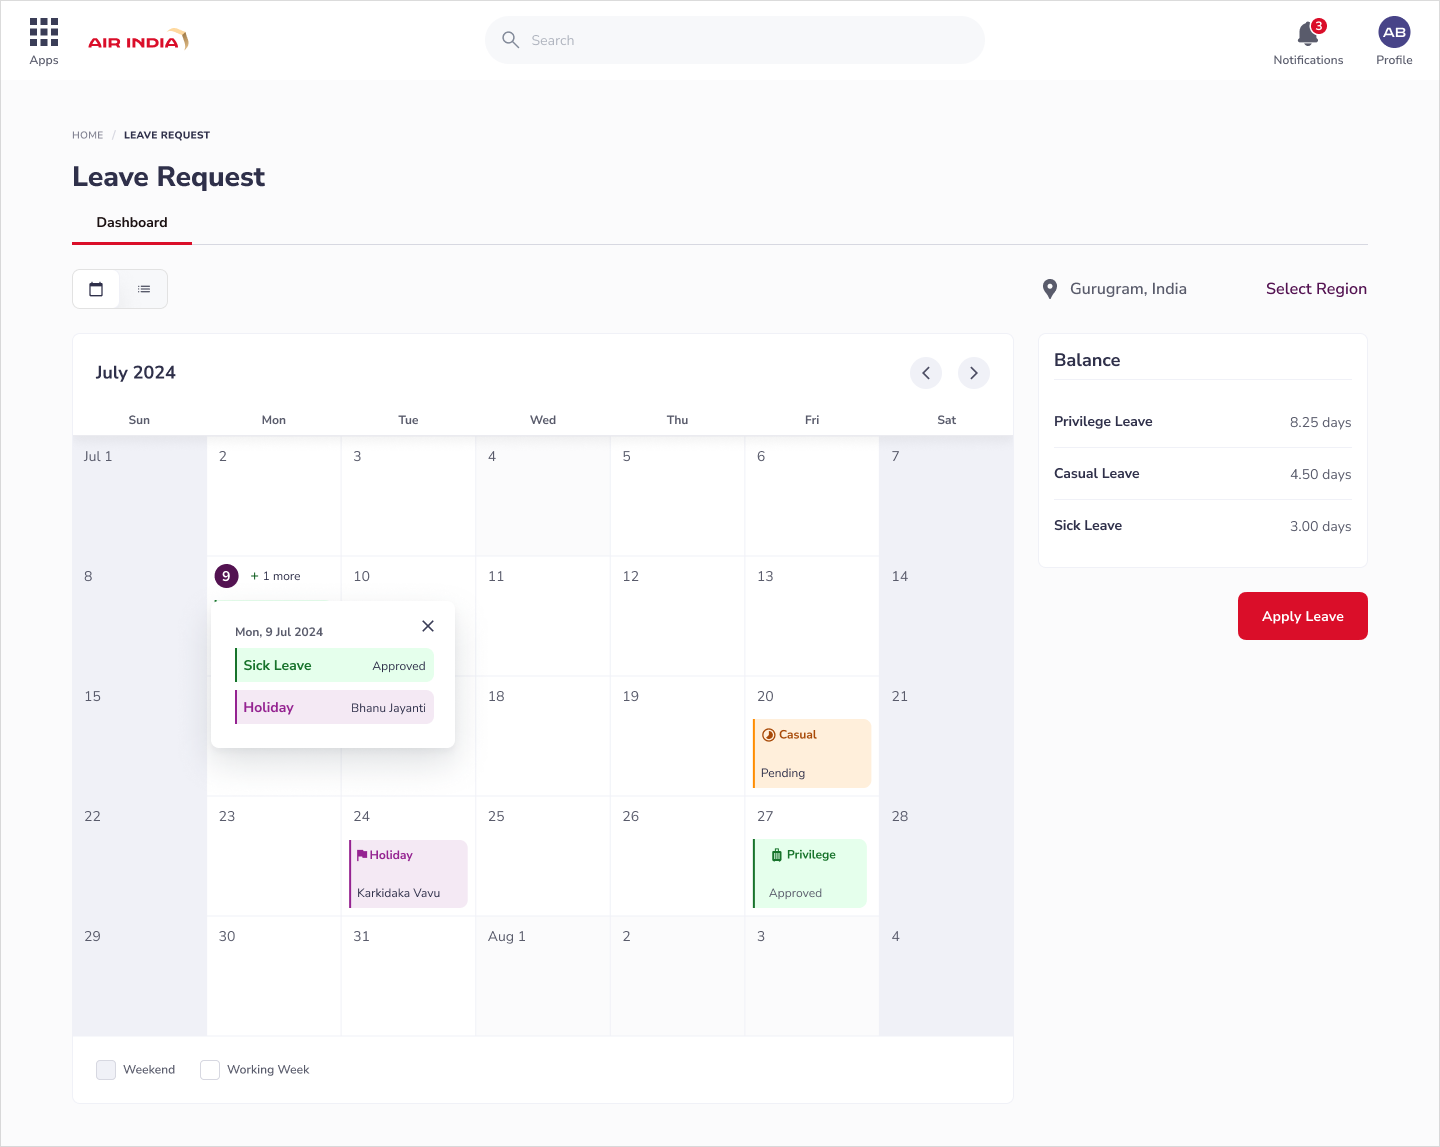 Apps
AIR INDIA
Search
3
Notifications
AB
Profile
HOME / LEAVE REQUEST
Leave Request
Dashboard
Gurugram, India
Select Region
July 2024
Sun Mon Tue Wed Thu Fri Sat
Jul 1 2 3 4 5 6 7
8 9 + 1 more 10 11 12 13 14
Mon, 9 Jul 2024
Sick Leave Approved
Holiday Bhanu Jayanti
15 18 19 20 21
Casual
Pending
22 23 24 25 26 27 28
Holiday
Karkidaka Vavu
Privilege
Approved
29 30 31 Aug 1 2 3 4
Weekend Working Week
Balance
Privilege Leave 8.25 days
Casual Leave 4.50 days
Sick Leave 3.00 days
Apply Leave